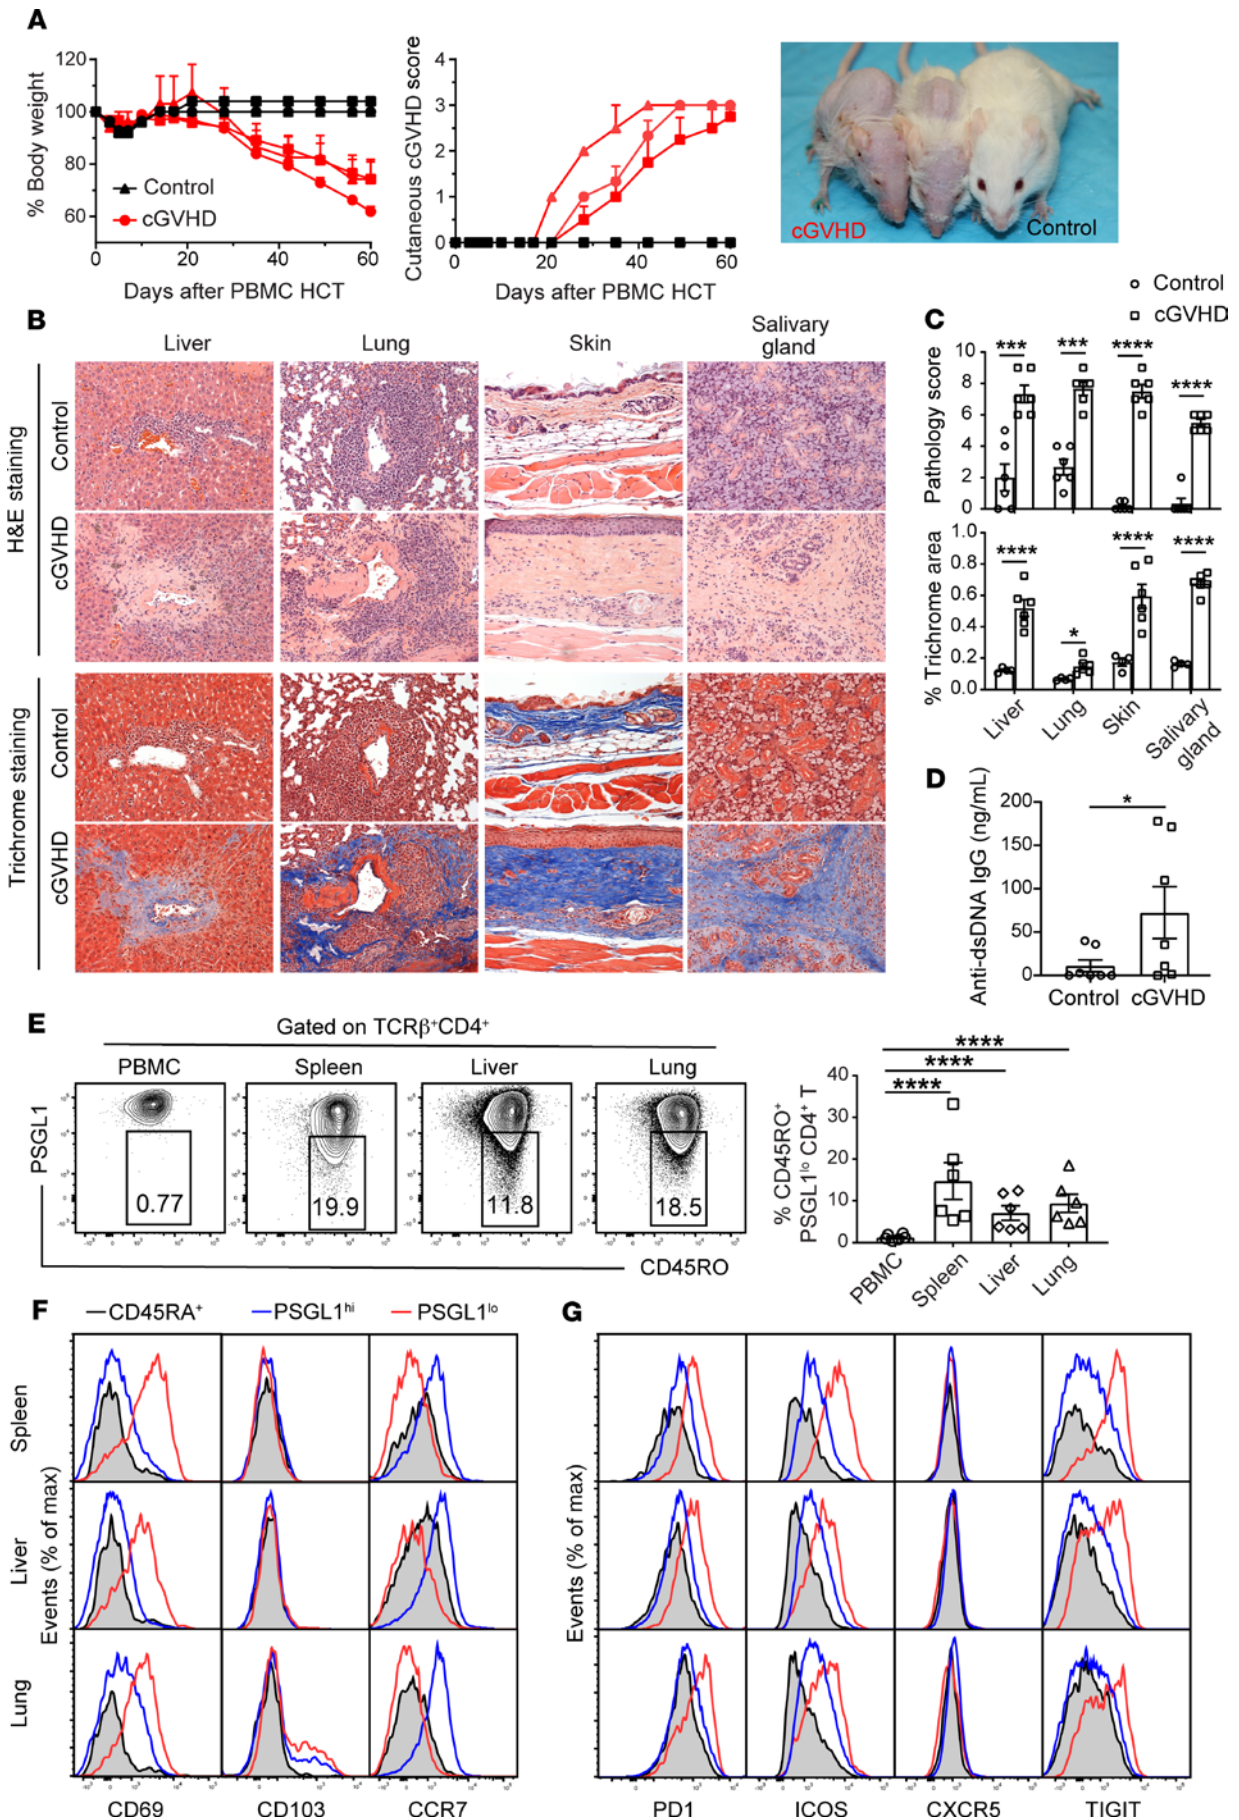 A
% Body weight
120
100
80
60
Control
cGVHD
0 20 40 60
Days after PBMC HCT
Cutaneous cGVHD score
4
3
2
1
0
0 20 40 60
Days after PBMC HCT
cGVHD
Control
B
Liver Lung Skin Salivary gland
H&E staining
Control
cGVHD
Trichrome staining
Control
cGVHD
C
Control
cGVHD
Pathology score
10
8
6
4
2
0
*** *** **** ****
% Trichrome area
1.0
0.8
0.6
0.4
0.2
0.0
**** * **** ****
Liver Lung Skin Salivary gland
D
Anti-dsDNA IgG (ng/mL)
200
150
100
50
0
*
Control cGVHD
E
Gated on TCRβ⁺CD4⁺
PBMC Spleen Liver Lung
PSGL1
0.77 19.9 11.8 18.5
CD45RO
% CD45RO⁺
PSGL1ˡᵒ CD4⁺ T
40
30
20
10
0
****
****
****
PBMC Spleen Liver Lung
F
CD45RA⁺ PSGL1ʰⁱ PSGL1ˡᵒ
Events (% of max)
Spleen
Liver
Lung
CD69 CD103 CCR7
G
Events (% of max)
PD1 ICOS CXCR5 TIGIT